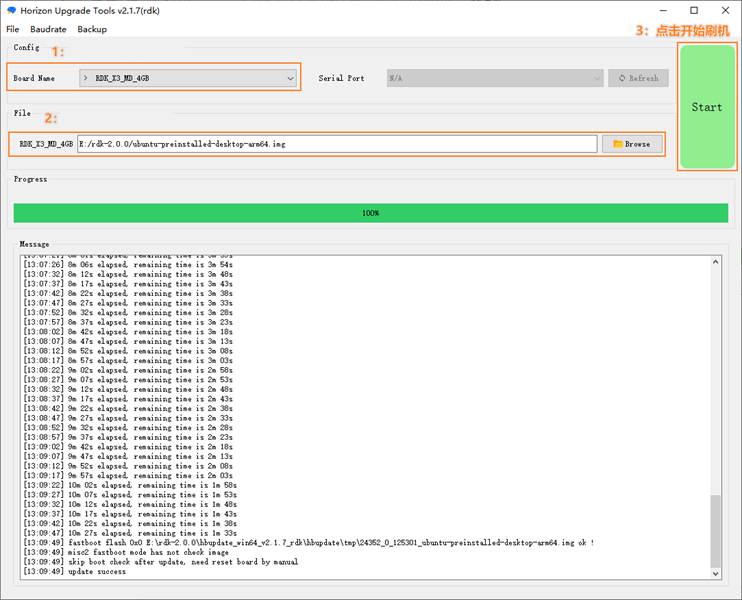 Horizon Upgrade Tools v2.1.7(rdk)
File Baudrate Backup
3：点击开始刷机
Config
1：
Board Name > RDK_X3_MD_4GB Serial Port N/A Refresh
Start
File
2：
RDK_X3_MD_4GB E:/rdk-2.0.0/ubuntu-preinstalled-desktop-arm64.img Browse
Progress
100%
Message
[13:07:26] 8m 06s elapsed, remaining time is 3m 54s
[13:07:32] 8m 12s elapsed, remaining time is 3m 48s
[13:07:37] 8m 17s elapsed, remaining time is 3m 43s
[13:07:42] 8m 22s elapsed, remaining time is 3m 38s
[13:07:47] 8m 27s elapsed, remaining time is 3m 33s
[13:07:52] 8m 32s elapsed, remaining time is 3m 28s
[13:07:57] 8m 37s elapsed, remaining time is 3m 23s
[13:08:02] 8m 42s elapsed, remaining time is 3m 18s
[13:08:07] 8m 47s elapsed, remaining time is 3m 13s
[13:08:12] 8m 52s elapsed, remaining time is 3m 08s
[13:08:17] 8m 57s elapsed, remaining time is 3m 03s
[13:08:22] 9m 02s elapsed, remaining time is 2m 58s
[13:08:27] 9m 07s elapsed, remaining time is 2m 53s
[13:08:32] 9m 12s elapsed, remaining time is 2m 48s
[13:08:37] 9m 17s elapsed, remaining time is 2m 43s
[13:08:42] 9m 22s elapsed, remaining time is 2m 38s
[13:08:47] 9m 27s elapsed, remaining time is 2m 33s
[13:08:52] 9m 32s elapsed, remaining time is 2m 28s
[13:08:57] 9m 37s elapsed, remaining time is 2m 23s
[13:09:02] 9m 42s elapsed, remaining time is 2m 18s
[13:09:07] 9m 47s elapsed, remaining time is 2m 13s
[13:09:12] 9m 52s elapsed, remaining time is 2m 08s
[13:09:17] 9m 57s elapsed, remaining time is 2m 03s
[13:09:22] 10m 02s elapsed, remaining time is 1m 58s
[13:09:27] 10m 07s elapsed, remaining time is 1m 53s
[13:09:32] 10m 12s elapsed, remaining time is 1m 48s
[13:09:37] 10m 17s elapsed, remaining time is 1m 43s
[13:09:42] 10m 22s elapsed, remaining time is 1m 38s
[13:09:47] 10m 27s elapsed, remaining time is 1m 33s
[13:09:49] fastboot flash 0x0 E:\rdk-2.0.0\hbupdate_win64_v2.1.7_rdk\hbupdate\tmp\24352_0_125301_ubuntu-preinstalled-desktop-arm64.img ok !
[13:09:49] misc2 fastboot mode has not check image
[13:09:49] skip boot check after update, need reset board by manual
[13:09:49] update success